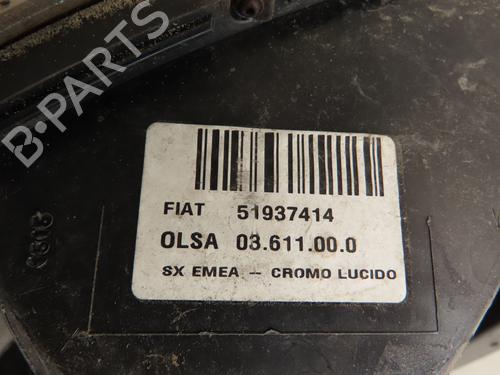 B-PARTS
FIAT 51937414
OLSA 03.611.00.0
SX EMEA – CROMO LUCIDO